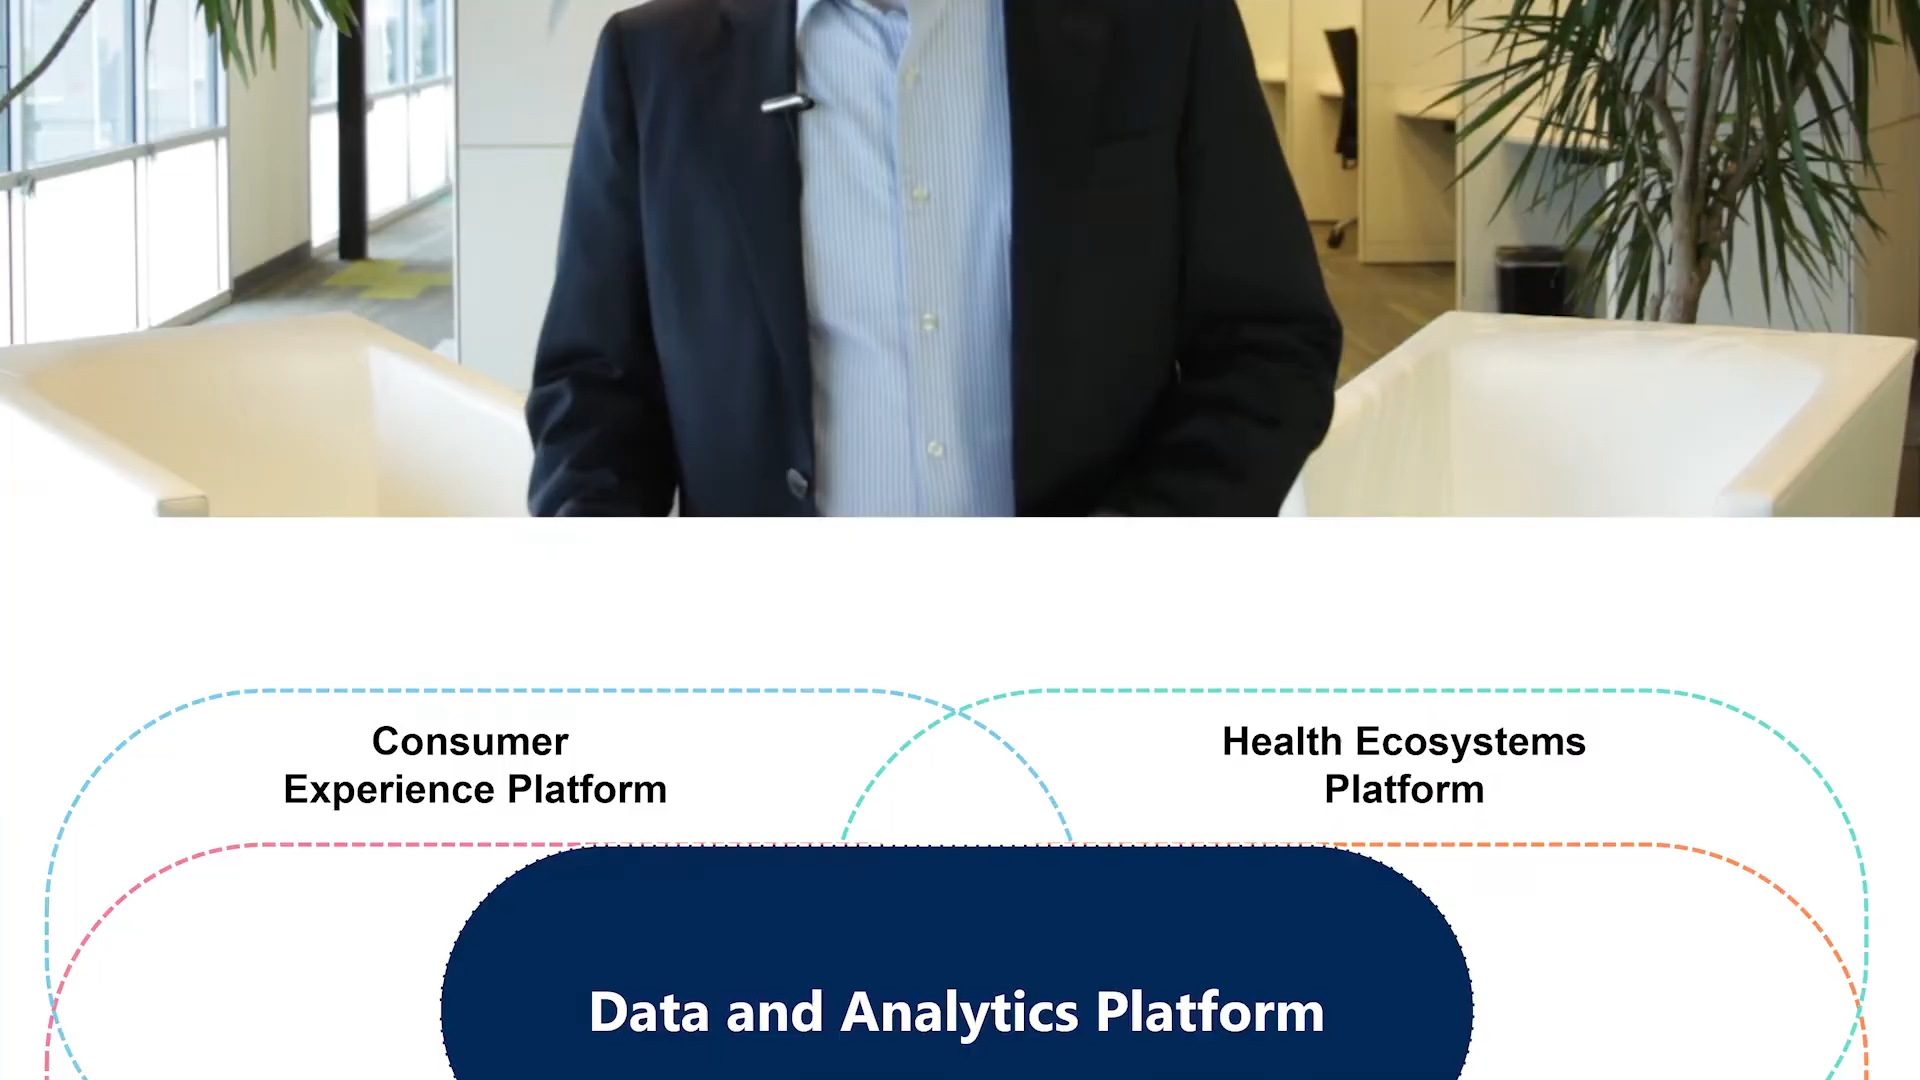 Consumer
Experience Platform
Health Ecosystems
Platform
Data and Analytics Platform